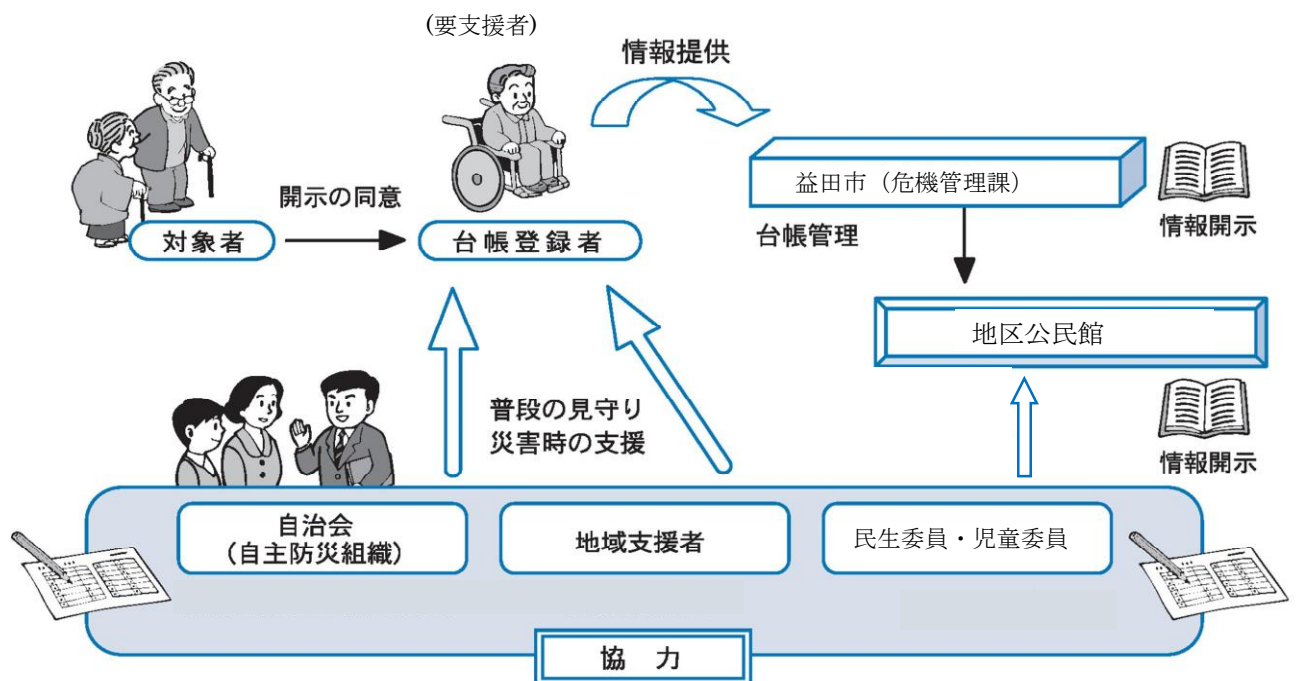 (要支援者)
情報提供
益田市（危機管理課）
情報開示
開示の同意
対象者
台帳登録者
台帳管理
地区公民館
情報開示
普段の見守り
災害時の支援
自治会
（自主防災組織）
地域支援者
民生委員・児童委員
協　力